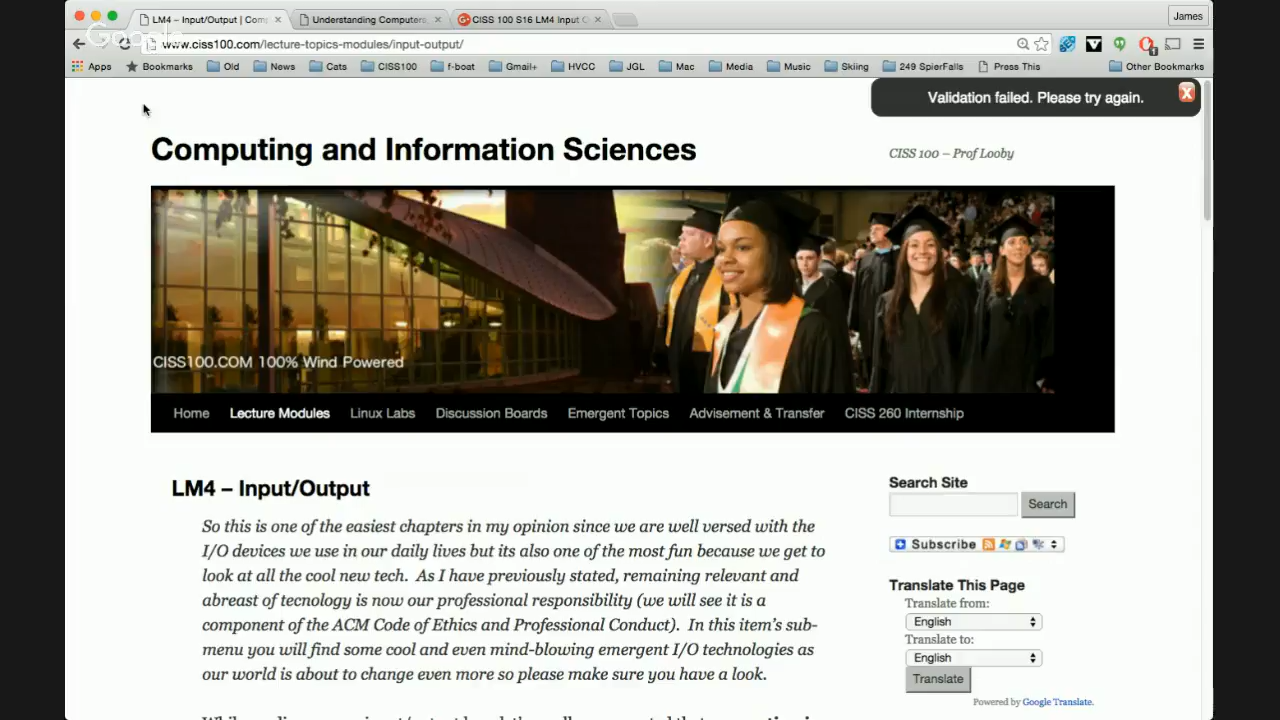 LM4 – Input/Output | Comp
Understanding Computers,
CISS 100 S16 LM4 Input O
James
Google
www.ciss100.com/lecture-topics-modules/input-output/
Apps
Bookmarks
Old
News
Cats
CISS100
f-boat
Gmail+
HVCC
JGL
Mac
Media
Music
Skiing
249 SpierFalls
Press This
Other Bookmarks
Validation failed. Please try again.
Computing and Information Sciences
CISS 100 – Prof Looby
CISS100.COM 100% Wind Powered
Home
Lecture Modules
Linux Labs
Discussion Boards
Emergent Topics
Advisement & Transfer
CISS 260 Internship
LM4 – Input/Output
So this is one of the easiest chapters in my opinion since we are well versed with the
I/O devices we use in our daily lives but its also one of the most fun because we get to
look at all the cool new tech. As I have previously stated, remaining relevant and
abreast of tecnology is now our professional responsibility (we will see it is a
component of the ACM Code of Ethics and Professional Conduct). In this item's sub-
menu you will find some cool and even mind-blowing emergent I/O technologies as
our world is about to change even more so please make sure you have a look.
Search Site
Search
Subscribe
Translate This Page
Translate from:
English
Translate to:
English
Translate
Powered by Google Translate.